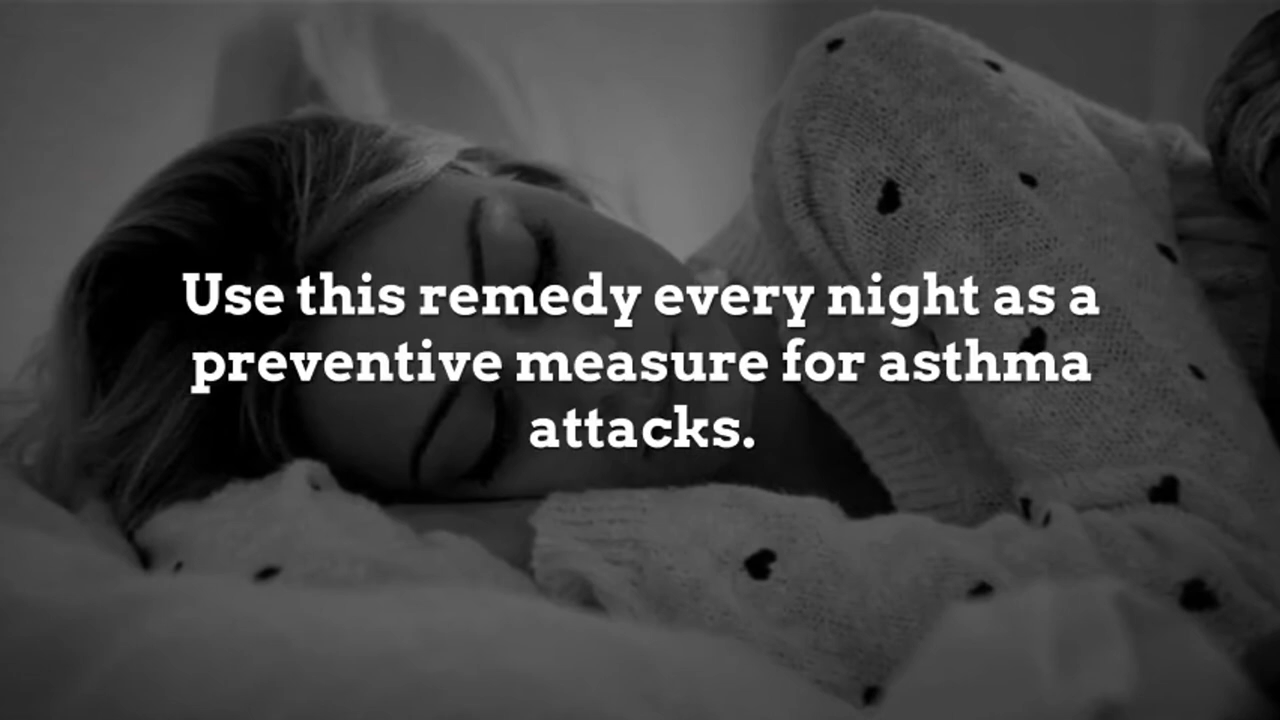 Use this remedy every night as a
preventive measure for asthma
attacks.